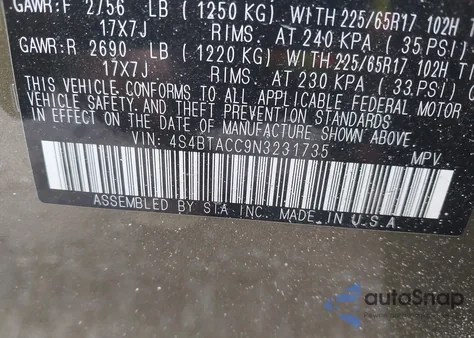 GAWR:F 2756 LB ( 1250 KG) WITH 225/65R17 102H
17X7J RIMS. AT 240 KPA ( 35 PSI)
GAWR:R 2690 LB ( 1220 KG) WITH 225/65R17 102H
17X7J RIMS. AT 230 KPA ( 33 PSI)
THIS VEHICLE CONFORMS TO ALL APPLICABLE FEDERAL MOTOR
VEHICLE SAFETY, AND THEFT PREVENTION STANDARDS
IN EFFECT ON THE DATE OF MANUFACTURE
VIN: 4S4BTACC9N3231735 MPV
ASSEMBLED BY SIA INC. MADE IN U.S.A
autoSnap